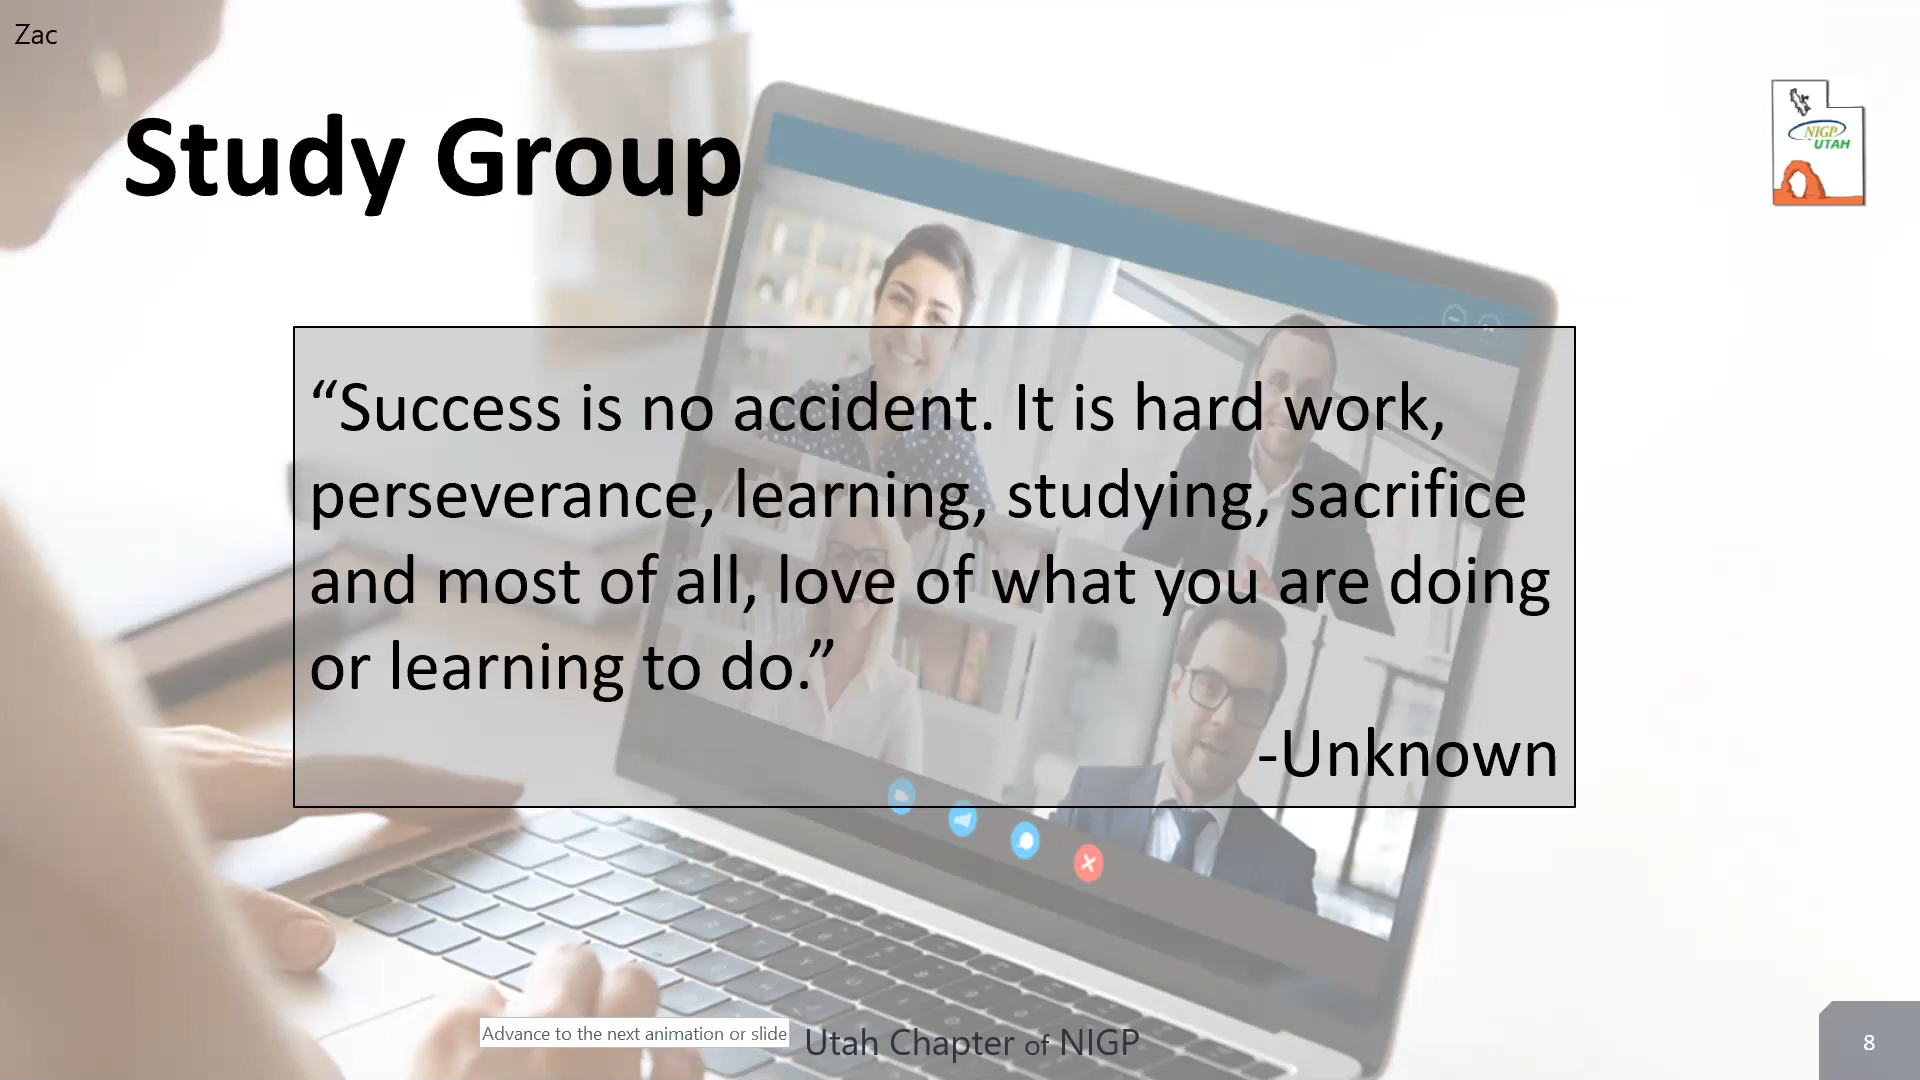 Zac
Study Group
NIGP
UTAH
“Success is no accident. It is hard work,
perseverance, learning, studying, sacrifice
and most of all, love of what you are doing
or learning to do.”
-Unknown
Advance to the next animation or slide
Utah Chapter of NIGP
8